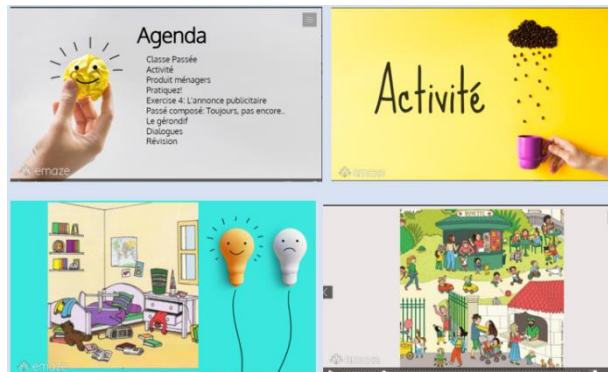 Agenda
Classe Passée
Activité
Produit ménagers
Pratiquez!
Exercise 4: L'annonce publicitaire
Passé composé: Toujours, pas encore..
Le gérondif
Dialogues
Révision
emaze
Activité
emaze
emaze
BUVETTE
emaze